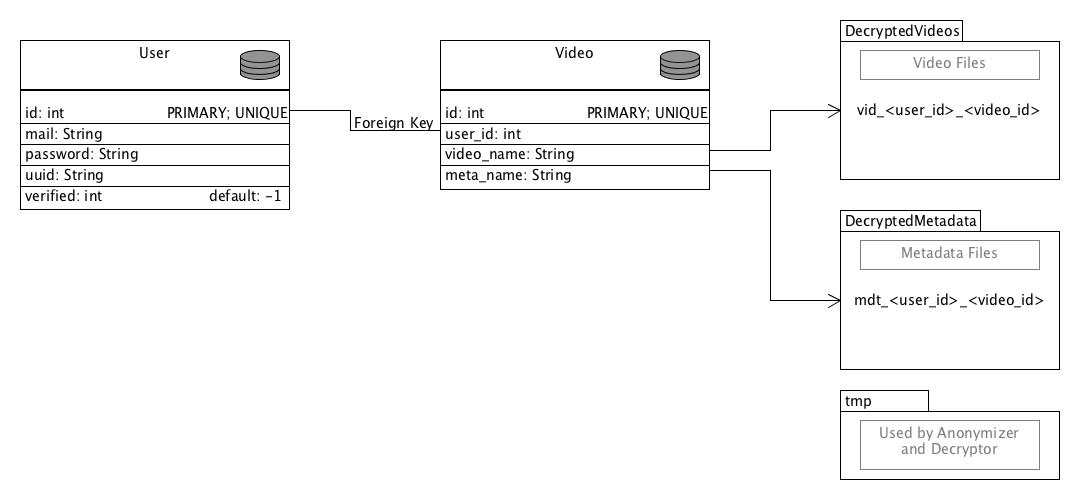 User
id: int PRIMARY; UNIQUE
mail: String
password: String
uuid: String
verified: int default: -1
Foreign Key
Video
id: int PRIMARY; UNIQUE
user_id: int
video_name: String
meta_name: String
DecryptedVideos
Video Files
vid_<user_id>_<video_id>
DecryptedMetadata
Metadata Files
mdt_<user_id>_<video_id>
tmp
Used by Anonymizer
and Decryptor